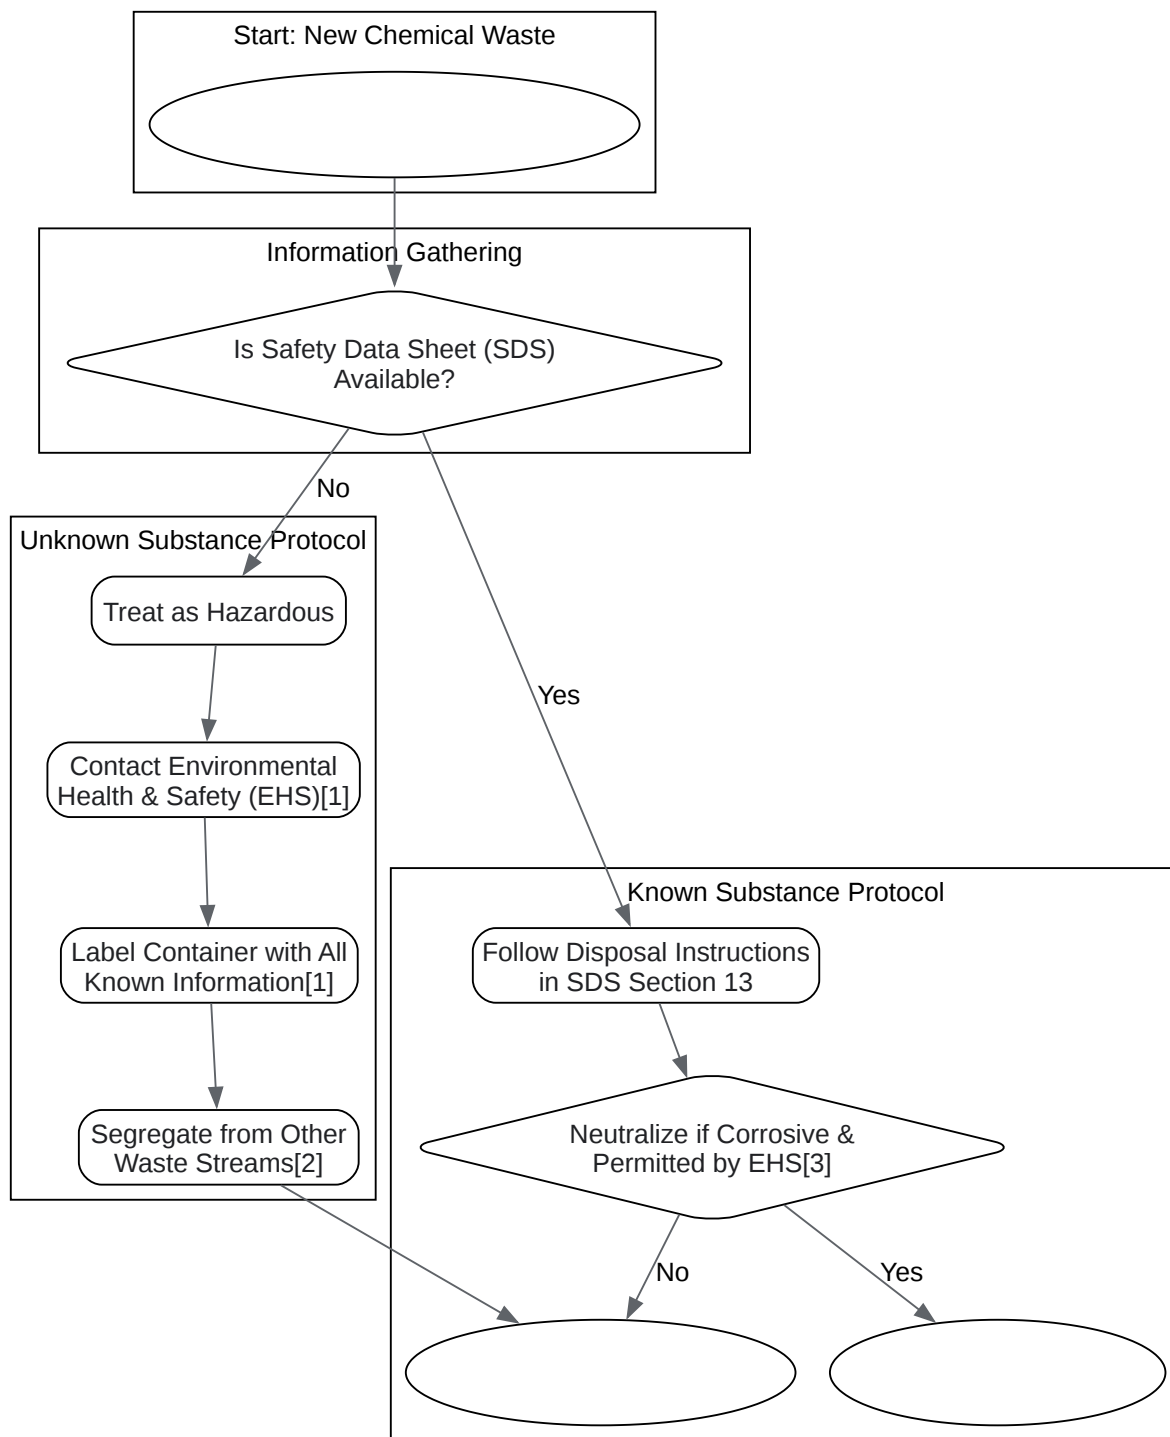 Start: New Chemical Waste
Information Gathering
Is Safety Data Sheet (SDS)
Available?
No
Unknown Substance Protocol
Treat as Hazardous
Yes
Contact Environmental
Health & Safety (EHS)[1]
Known Substance Protocol
Label Container with All
Known Information[1]
Follow Disposal Instructions
in SDS Section 13
Segregate from Other
Waste Streams[2]
Neutralize if Corrosive &
Permitted by EHS[3]
No
Yes